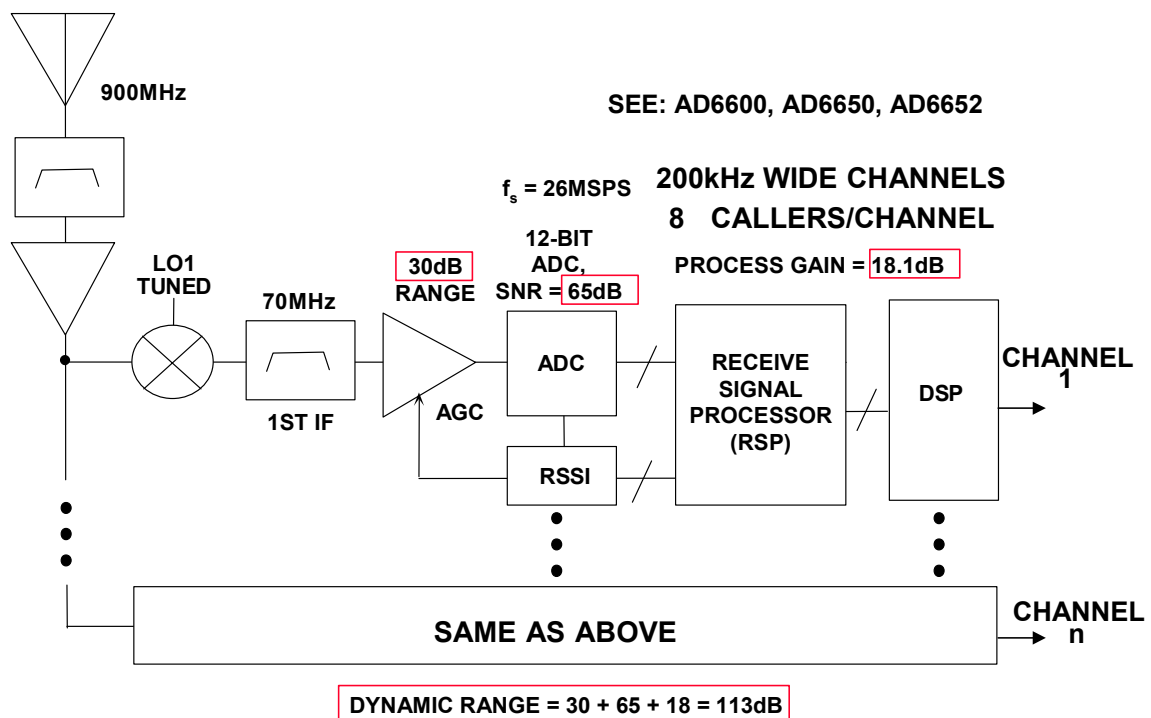 900MHz
SEE: AD6600, AD6650, AD6652
fs = 26MSPS
200kHz WIDE CHANNELS
8 CALLERS/CHANNEL
12-BIT
ADC,
SNR = 65dB
PROCESS GAIN = 18.1dB
LO1
TUNED
70MHz
30dB
RANGE
1ST IF
AGC
ADC
RSSI
RECEIVE
SIGNAL
PROCESSOR
(RSP)
DSP
CHANNEL
1
SAME AS ABOVE
CHANNEL
n
DYNAMIC RANGE = 30 + 65 + 18 = 113dB